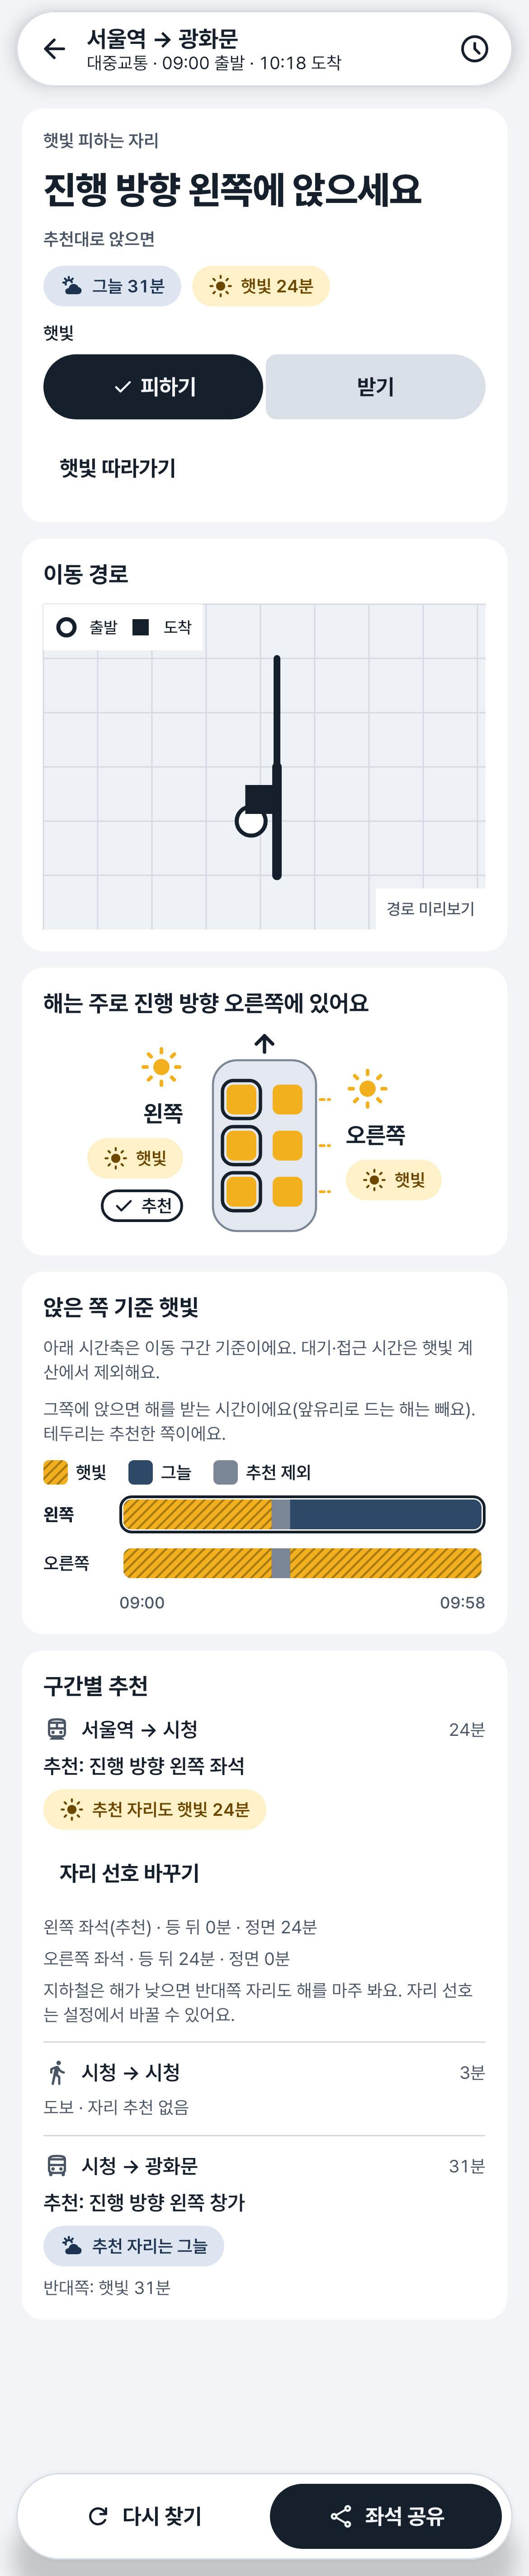 서울역 → 광화문
대중교통 · 09:00 출발 · 10:18 도착
햇빛 피하는 자리
진행 방향 왼쪽에 앉으세요
추천대로 앉으면
그늘 31분
햇빛 24분
햇빛
피하기
받기
햇빛 따라가기
이동 경로
출발
도착
경로 미리보기
해는 주로 진행 방향 오른쪽에 있어요
왼쪽
햇빛
추천
오른쪽
햇빛
앉은 쪽 기준 햇빛
아래 시간축은 이동 구간 기준이에요. 대기·접근 시간은 햇빛 계
산에서 제외해요.
그쪽에 앉으면 해를 받는 시간이에요(앞유리로 드는 해는 빼요).
테두리는 추천한 쪽이에요.
햇빛
그늘
추천 제외
왼쪽
오른쪽
09:00
09:58
구간별 추천
서울역 → 시청
24분
추천: 진행 방향 왼쪽 좌석
추천 자리도 햇빛 24분
자리 선호 바꾸기
왼쪽 좌석(추천) · 등 뒤 0분 · 정면 24분
오른쪽 좌석 · 등 뒤 24분 · 정면 0분
지하철은 해가 낮으면 반대쪽 자리도 해를 마주 봐요. 자리 선호
는 설정에서 바꿀 수 있어요.
시청 → 시청
3분
도보 · 자리 추천 없음
시청 → 광화문
31분
추천: 진행 방향 왼쪽 창가
추천 자리는 그늘
반대쪽: 햇빛 31분
다시 찾기
좌석 공유